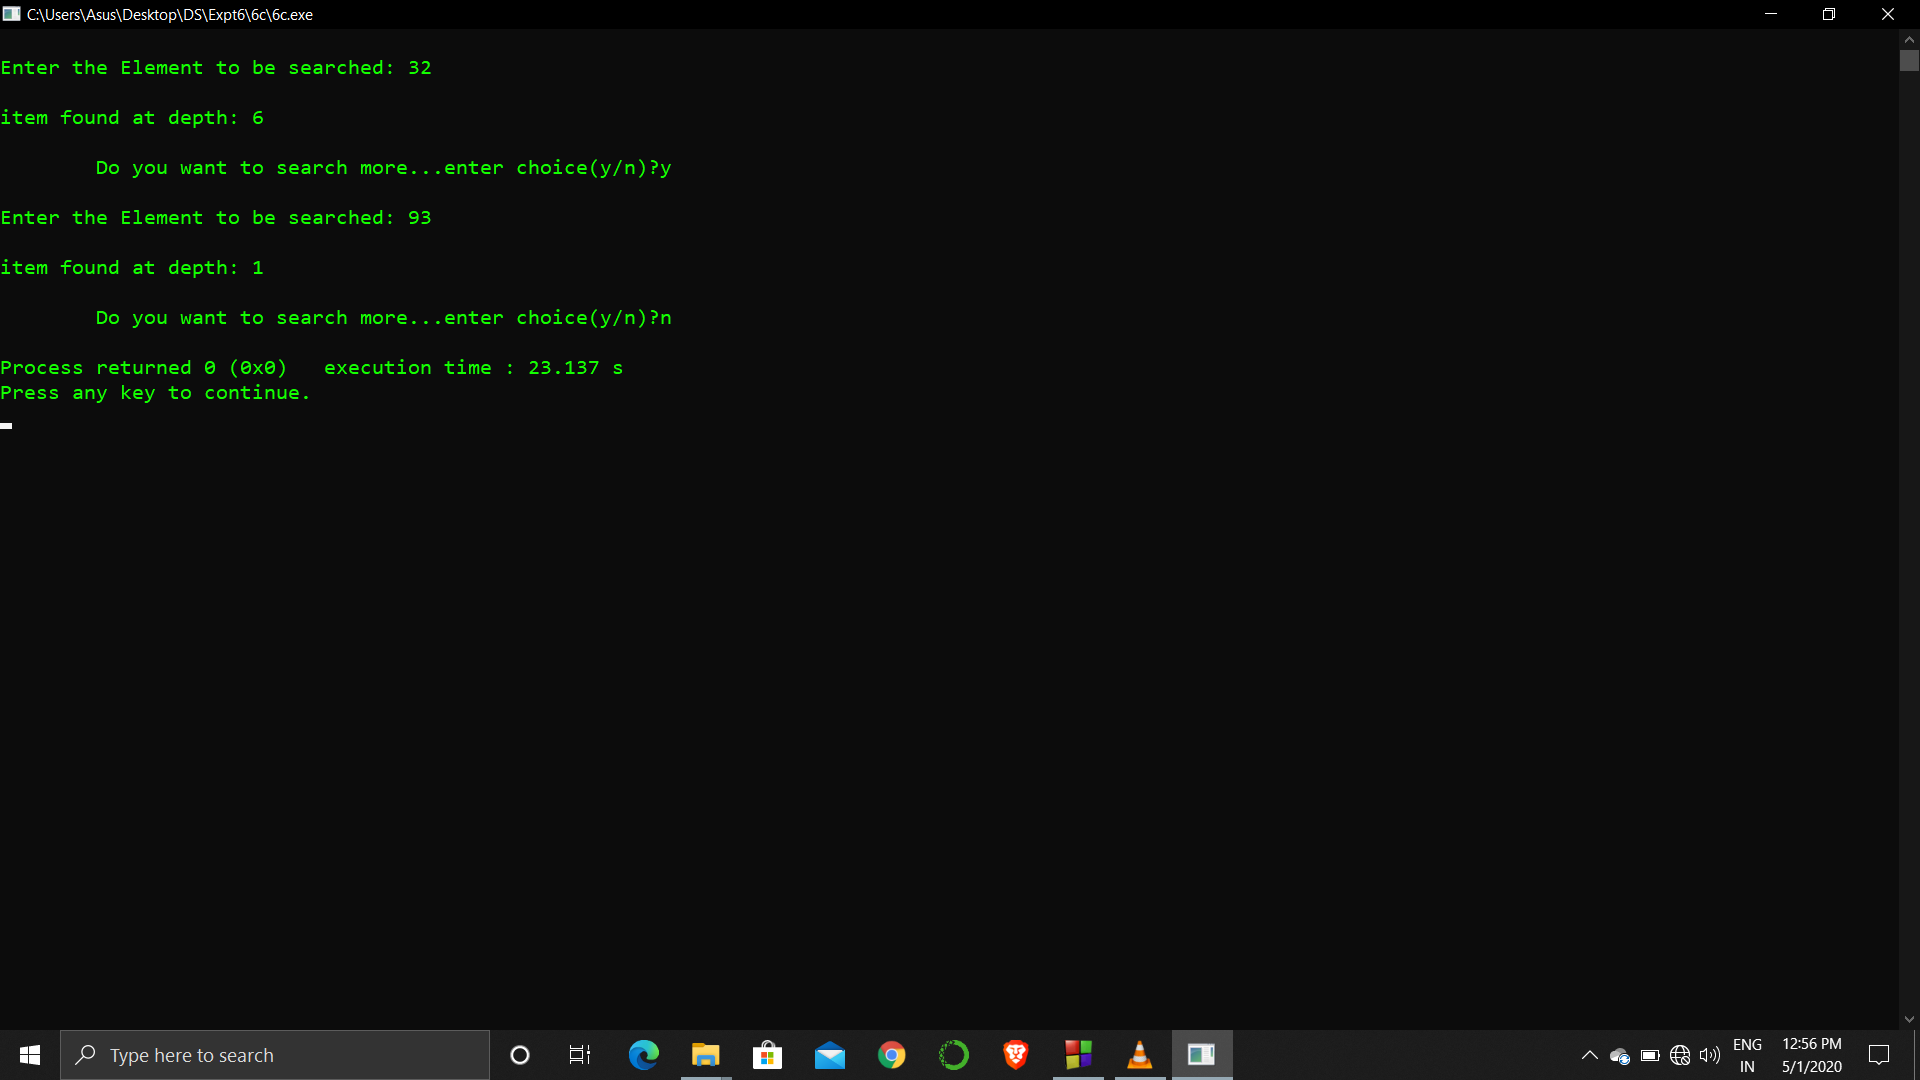 C:\Users\Asus\Desktop\DS\Expt6\6c\6c.exe
Enter the Element to be searched: 32
item found at depth: 6
Do you want to search more...enter choice(y/n)?y
Enter the Element to be searched: 93
item found at depth: 1
Do you want to search more...enter choice(y/n)?n
Process returned 0 (0x0)   execution time : 23.137 s
Press any key to continue.
Type here to search
ENG
IN
12:56 PM
5/1/2020